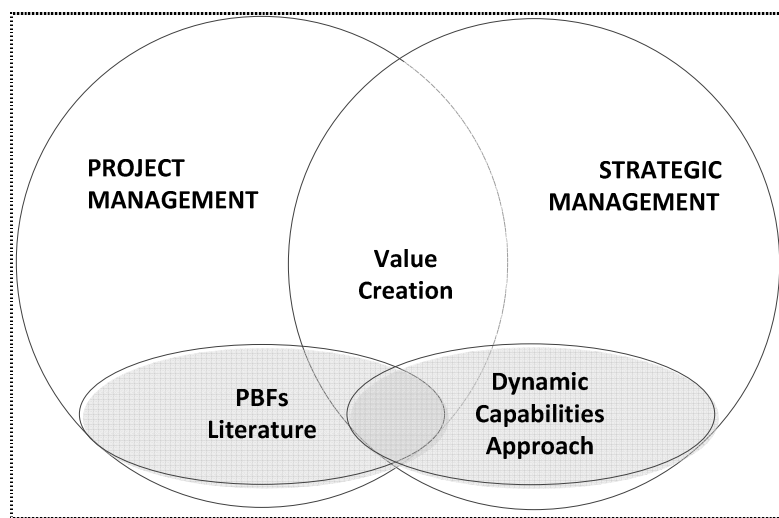 PROJECT
MANAGEMENT
STRATEGIC
MANAGEMENT
Value
Creation
PBFs
Literature
Dynamic
Capabilities
Approach